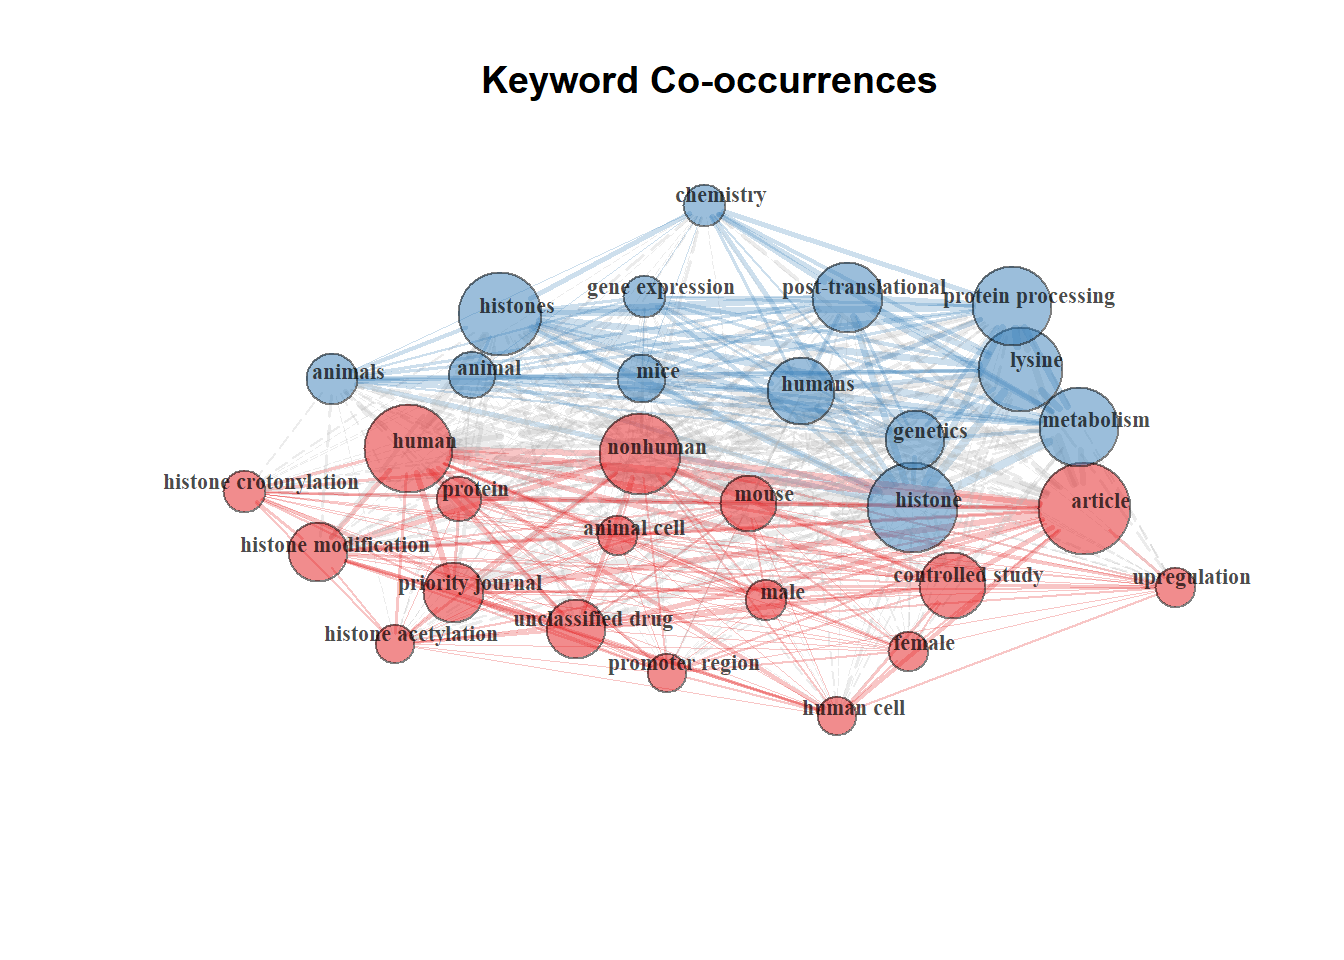 Keyword Co-occurrences
chemistry
gene expression
post-translational
histones
protein processing
animals
animal
mice
humans
lysine
metabolism
genetics
human
nonhuman
histone crotonylation
protein
mouse
histone
article
animal cell
histone modification
priority journal
controlled study
upregulation
male
unclassified drug
histone acetylation
female
promoter region
human cell